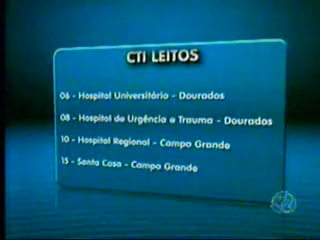 CTI LEITOS
06 - Hospital Universitário - Dourados
08 - Hospital de Urgência e Trauma - Dourados
10 - Hospital Regional - Campo Grande
15 - Santa Casa - Campo Grande